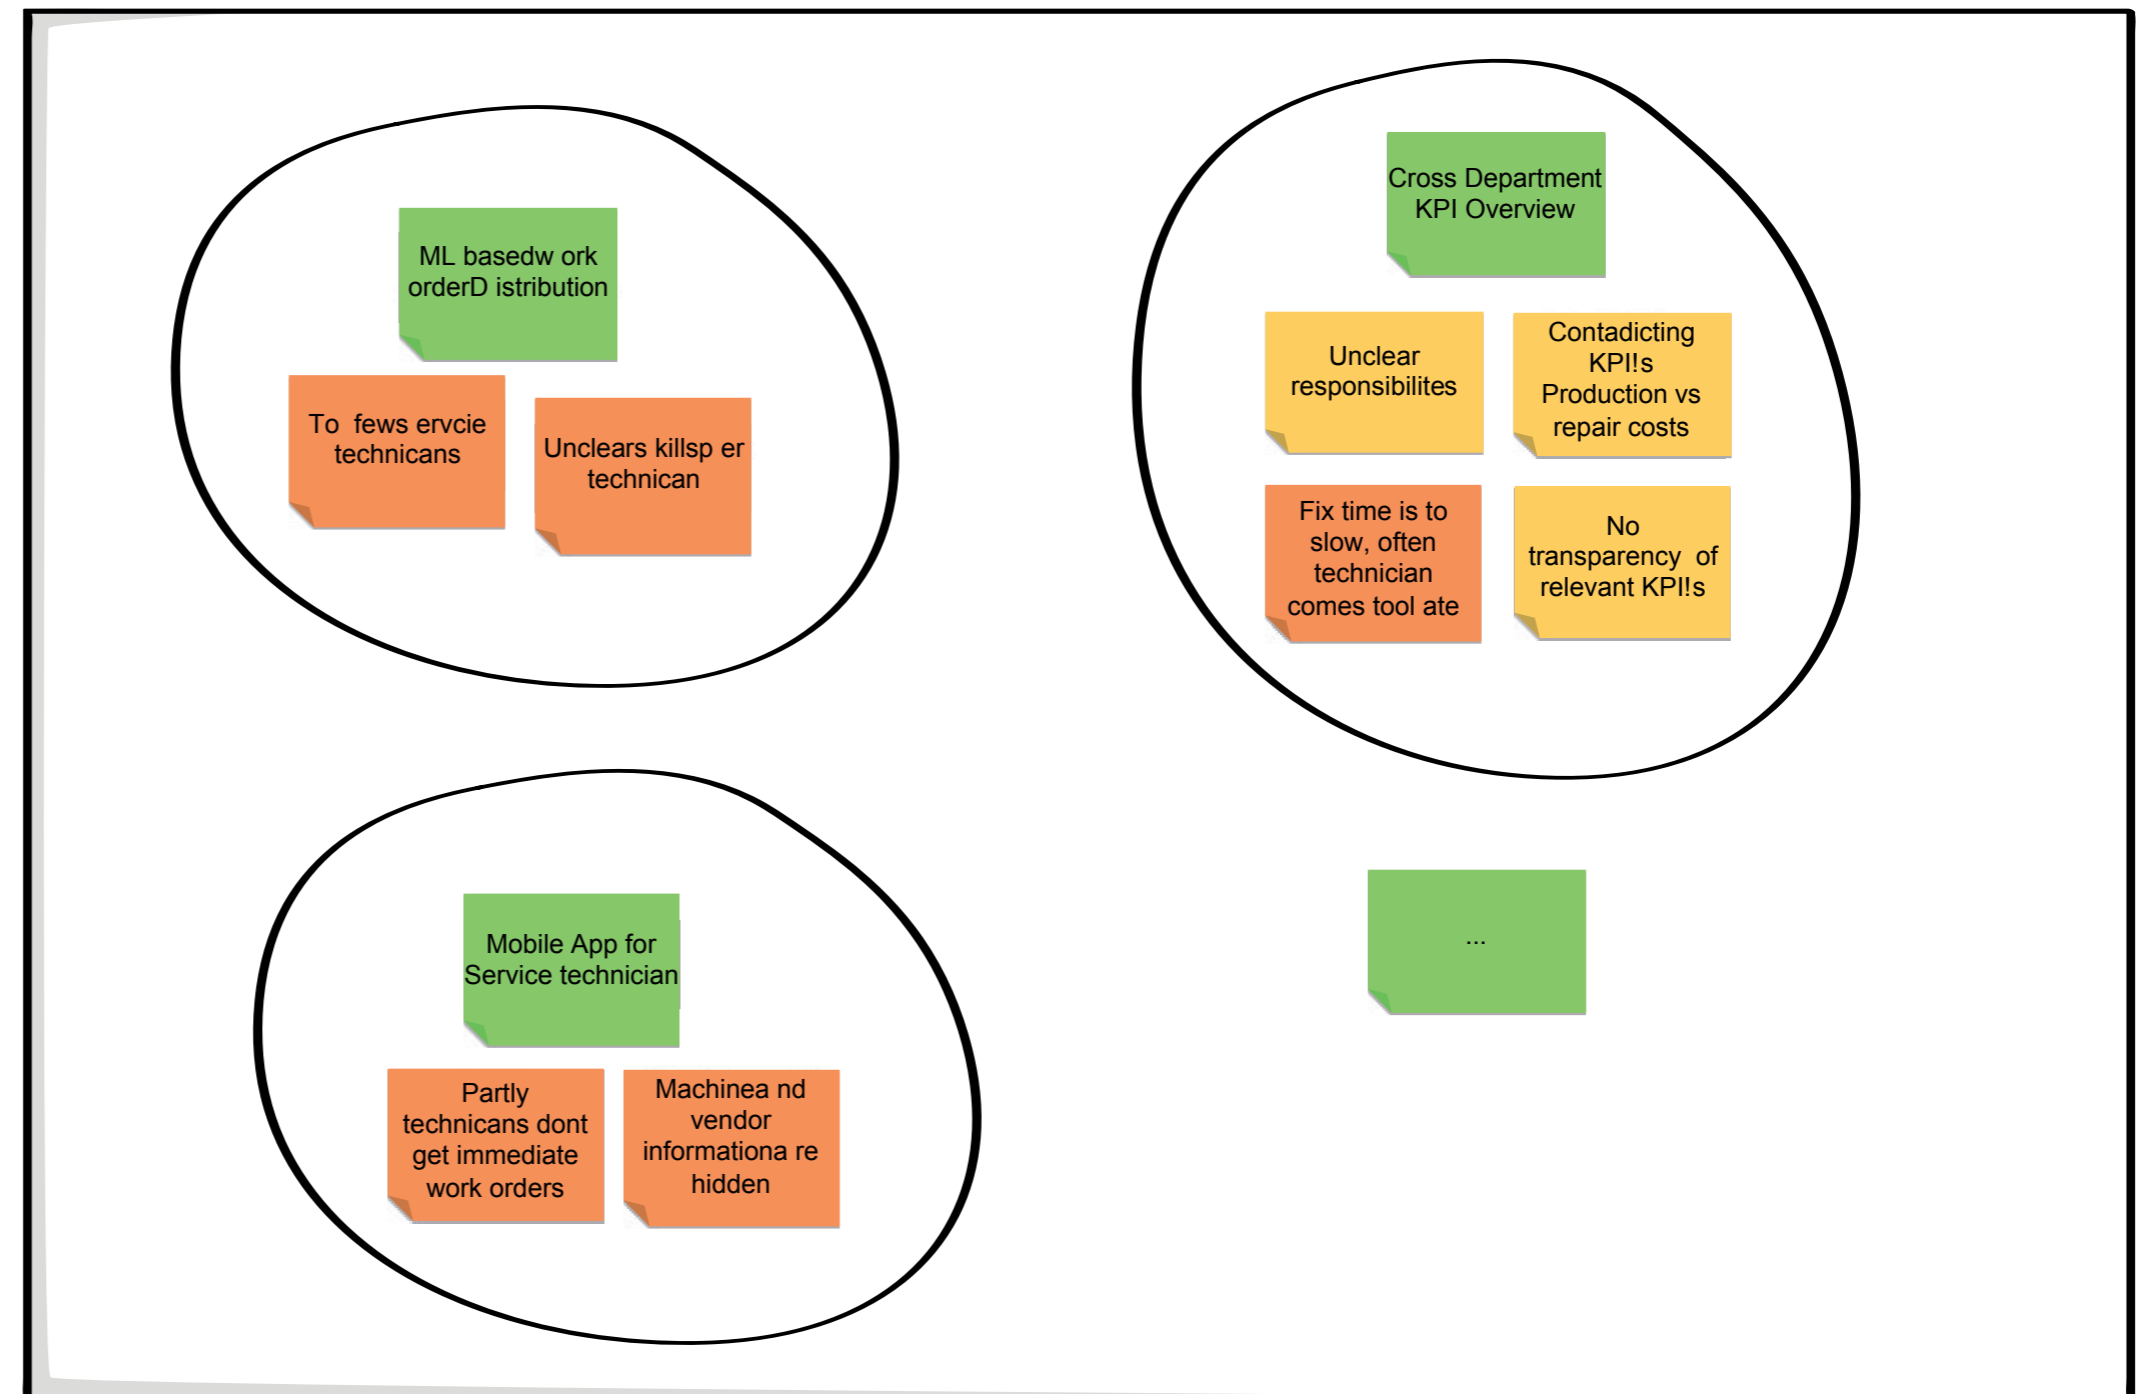 ML basedw ork
orderD istribution
To  fews ervcie
technicans
Unclears killsp er
technican
Cross Department
KPI Overview
Unclear
responsibilites
Contadicting
KPI!s
Production vs
repair costs
Fix time is to
slow, often
technician
comes tool ate
No
transparency  of
relevant KPI!s
Mobile App for
Service technician
Partly
technicans dont
get immediate
work orders
Machinea nd
vendor
informationa re
hidden
...